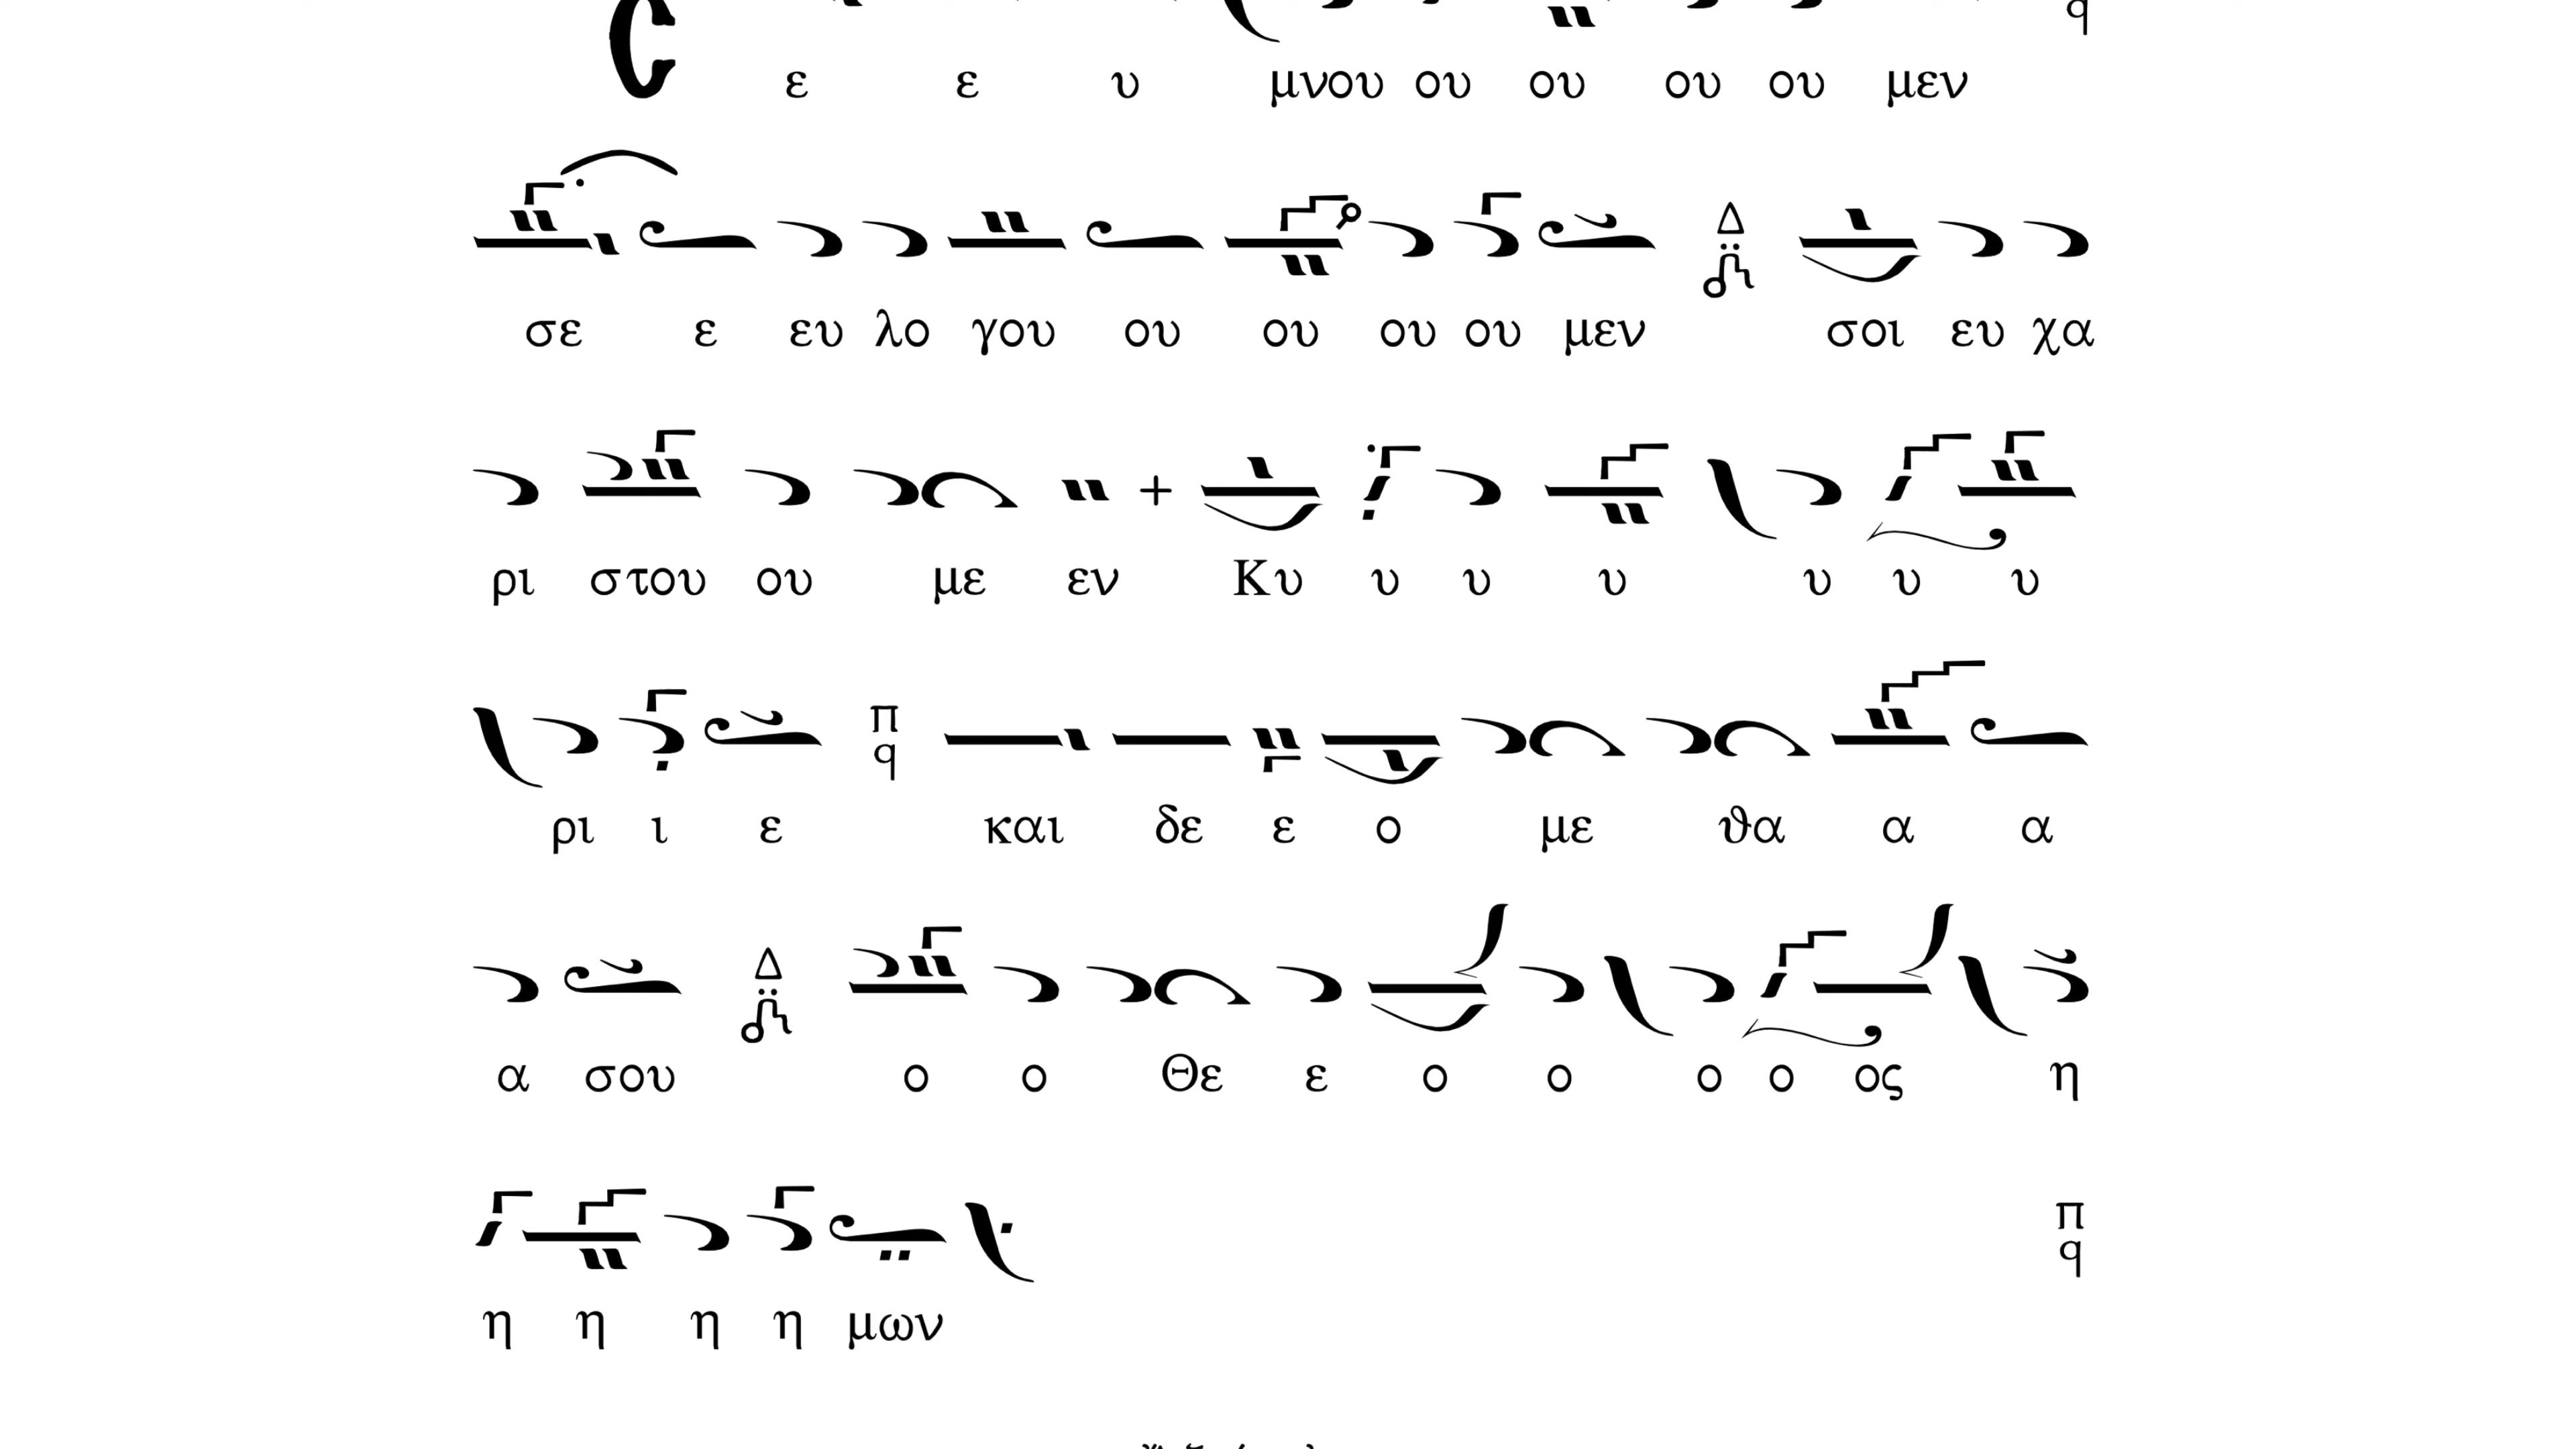 C ε ε υ μνου ου ου ου ου μεν
σε ε ευ λο γου ου ου ου ου μεν Δ σοι ευ χα
ρι στου ου με εν + Κυ υ υ υ υ υ υ
ρι ι ε π q και δε ε ο με θα α α
α σου Δ ο ο Θε ε ο ο ο ο ος η
η η η η μων π q